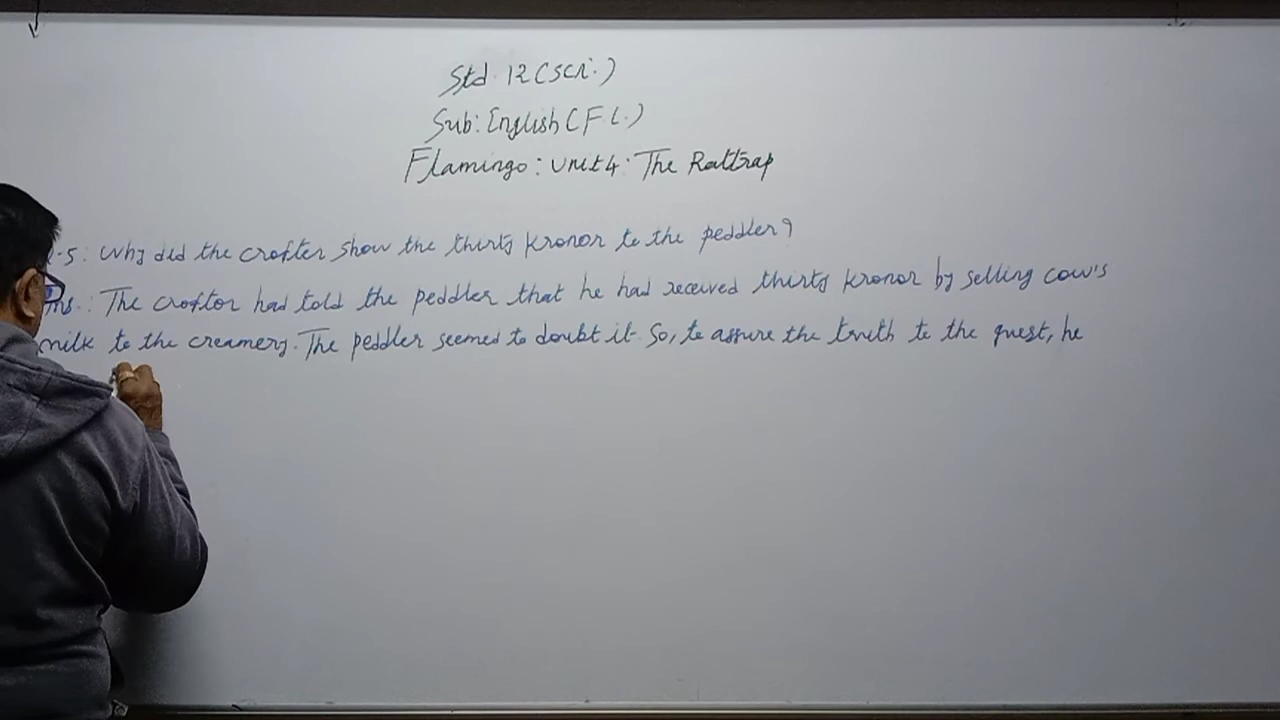 Std 12 (Sci.)
Sub: English (F.L.)
Flamingo: Unit 4: The Rattrap
.5: Why did the crofter show the thirty kronor to the peddler?
Ans.: The croftor had told the peddler that he had received thirty kronor by selling cow's
milk to the creamery. The peddler seemed to doubt it. So, to assure the truth to the guest, he